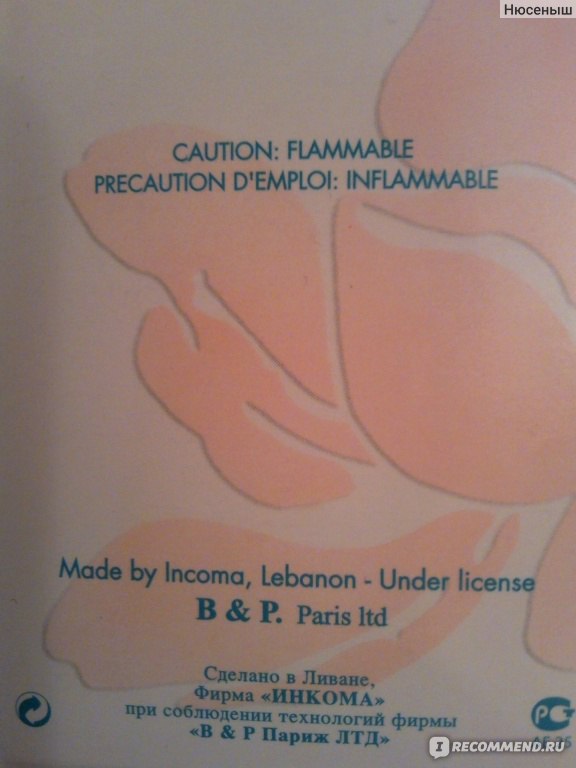 Нюсеныш
CAUTION: FLAMMABLE
PRECAUTION D'EMPLOI: INFLAMMABLE
Made by Incoma, Lebanon - Under license
B & P. Paris ltd
Сделано в Ливане,
Фирма «ИНКОМА»
при соблюдении технологий фирмы
«В & Р Париж ЛТД»
РСТ
I RECOMMEND.RU